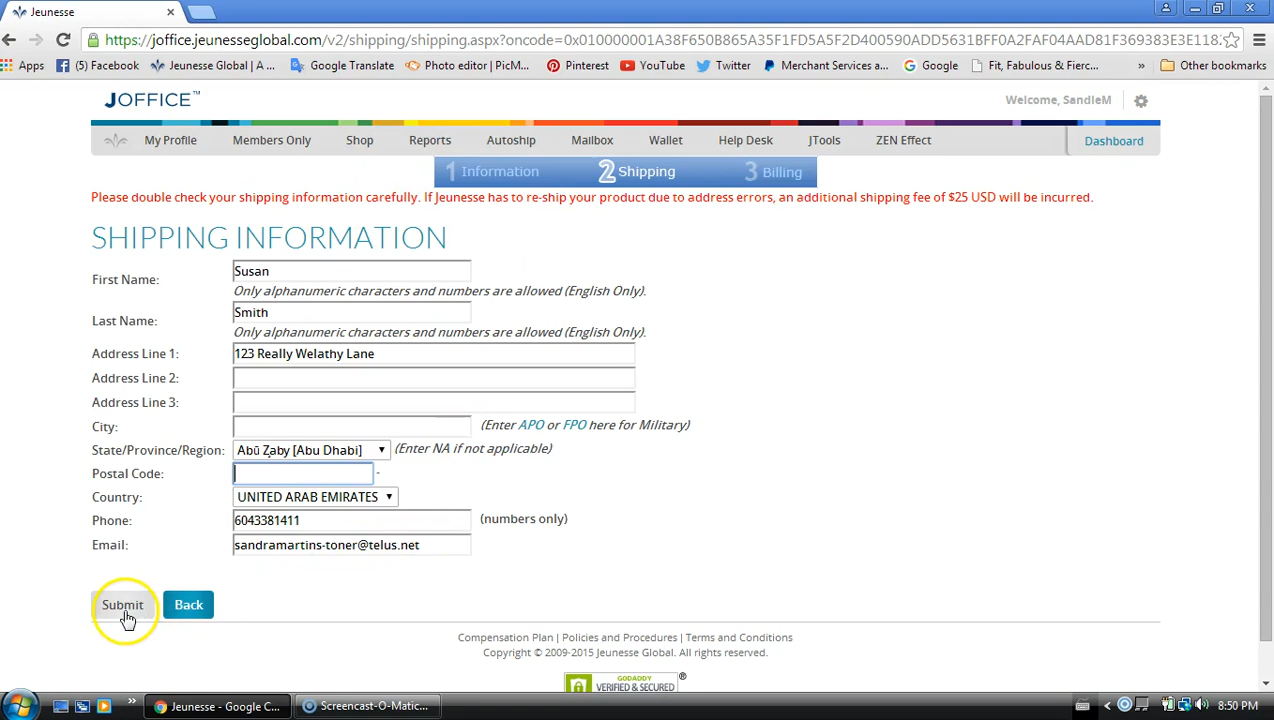 Jeunesse
https://joffice.jeunesseglobal.com/v2/shipping/shipping.aspx?oncode=0x010000001A38F650B865A35F1FD5A5F2D400590ADD5631BFF0A2FAF04AAD81F369383E3E118
Apps (5) Facebook Jeunesse Global | A ... Google Translate Photo editor | PicM... Pinterest YouTube Twitter Merchant Services a... Google Fit, Fabulous & Fierc... » Other bookmarks
JOFFICE™ Welcome, SandieM
My Profile Members Only Shop Reports Autoship Mailbox Wallet Help Desk JTools ZEN Effect Dashboard
1 Information 2 Shipping 3 Billing
Please double check your shipping information carefully. If Jeunesse has to re-ship your product due to address errors, an additional shipping fee of $25 USD will be incurred.
SHIPPING INFORMATION
First Name: Susan
Only alphanumeric characters and numbers are allowed (English Only).
Last Name: Smith
Only alphanumeric characters and numbers are allowed (English Only).
Address Line 1: 123 Really Welathy Lane
Address Line 2:
Address Line 3:
City: (Enter APO or FPO here for Military)
State/Province/Region: Abū Z̧aby [Abu Dhabi] (Enter NA if not applicable)
Postal Code: -
Country: UNITED ARAB EMIRATES
Phone: 6043381411 (numbers only)
Email: sandramartins-toner@telus.net
Submit Back
Compensation Plan | Policies and Procedures | Terms and Conditions
Copyright © 2009-2015 Jeunesse Global. All rights reserved.
GODADDY
VERIFIED & SECURED ®
» Jeunesse - Google C... Screencast-O-Matic... 8:50 PM